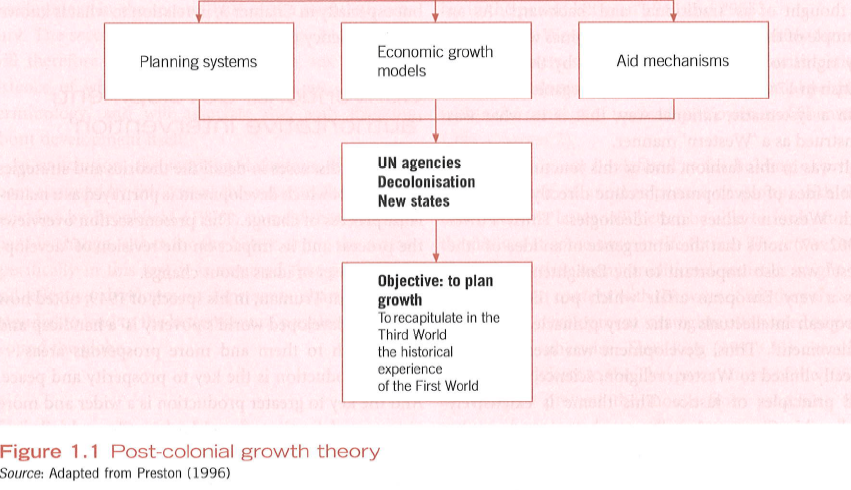 Planning systems
Economic growth
models
Aid mechanisms
UN agencies
Decolonisation
New states
Objective: to plan
growth
To recapitulate in the
Third World
the historical
experience
of the First World
Figure 1.1 Post-colonial growth theory
Source: Adapted from Preston (1996)